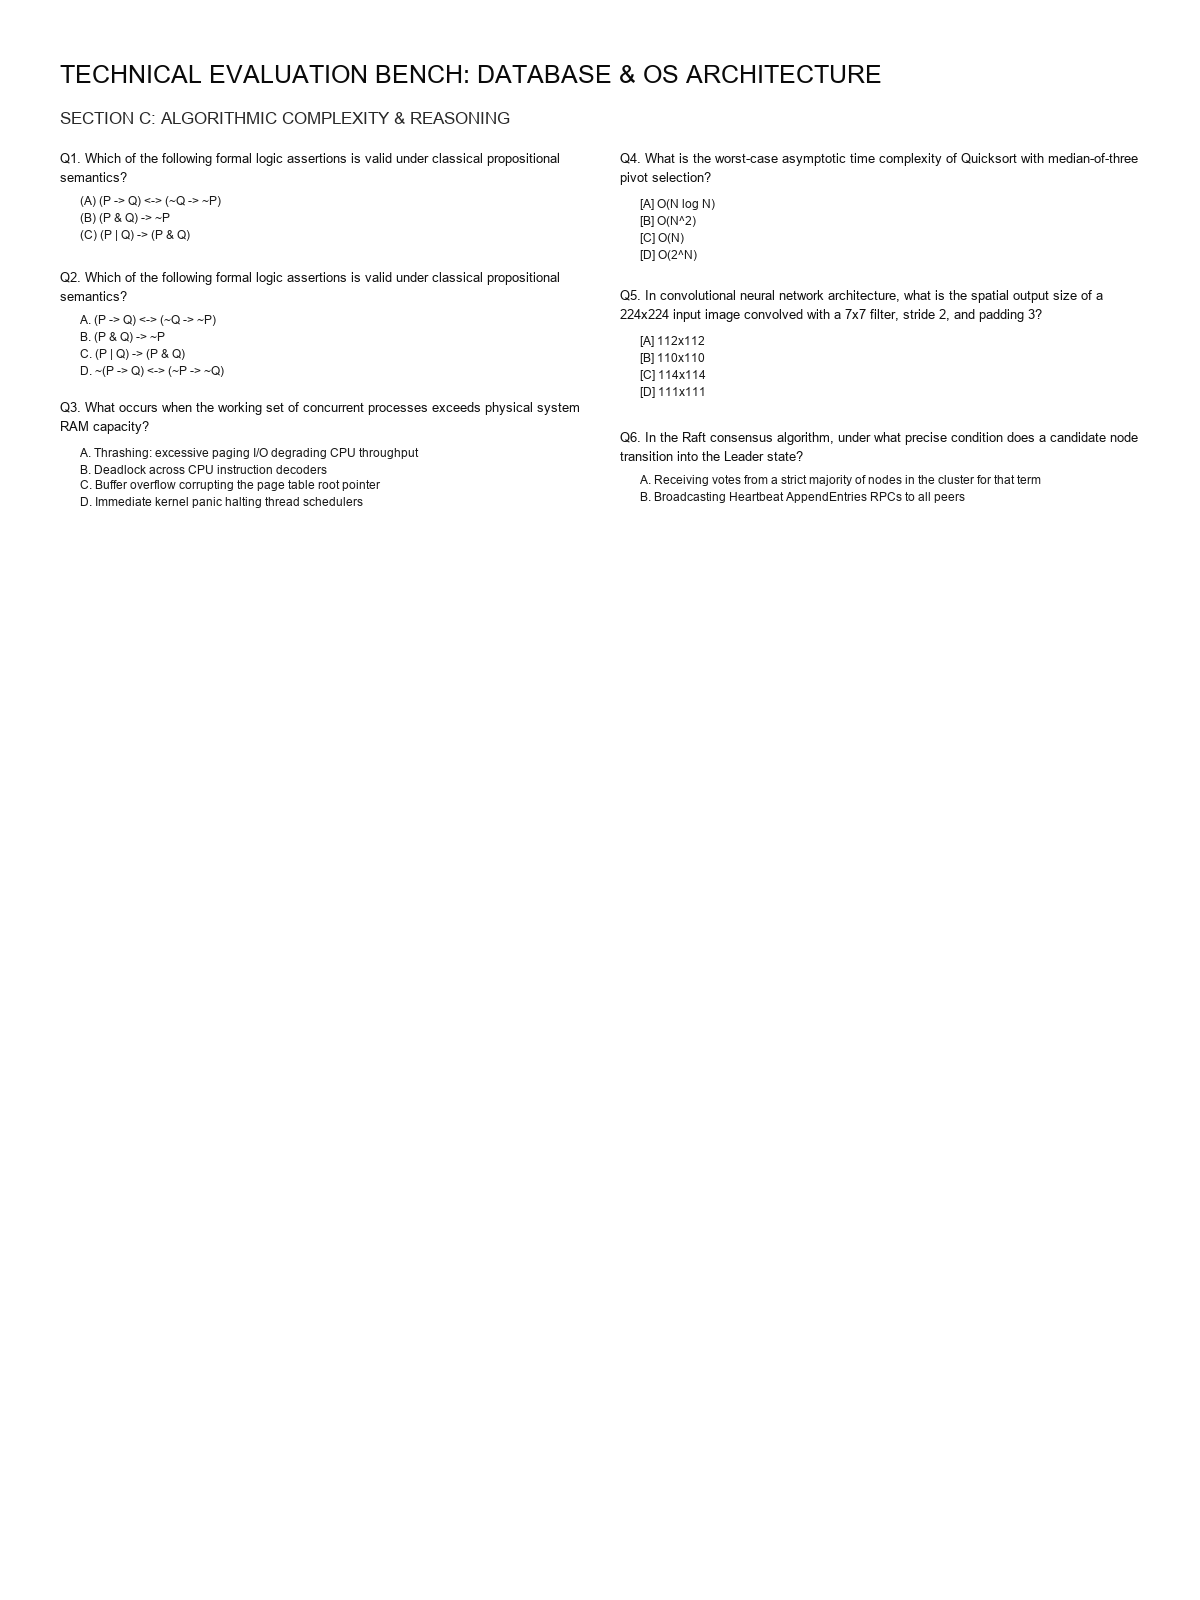 TECHNICAL EVALUATION BENCH: DATABASE & OS ARCHITECTURE
SECTION C: ALGORITHMIC COMPLEXITY & REASONING
Q1. Which of the following formal logic assertions is valid under classical propositional
semantics?
(A) (P -> Q) <-> (~Q -> ~P)
(B) (P & Q) -> ~P
(C) (P | Q) -> (P & Q)
Q2. Which of the following formal logic assertions is valid under classical propositional
semantics?
A. (P -> Q) <-> (~Q -> ~P)
B. (P & Q) -> ~P
C. (P | Q) -> (P & Q)
D. ~(P -> Q) <-> (~P -> ~Q)
Q3. What occurs when the working set of concurrent processes exceeds physical system
RAM capacity?
A. Thrashing: excessive paging I/O degrading CPU throughput
B. Deadlock across CPU instruction decoders
C. Buffer overflow corrupting the page table root pointer
D. Immediate kernel panic halting thread schedulers
Q4. What is the worst-case asymptotic time complexity of Quicksort with median-of-three
pivot selection?
[A] O(N log N)
[B] O(N^2)
[C] O(N)
[D] O(2^N)
Q5. In convolutional neural network architecture, what is the spatial output size of a
224x224 input image convolved with a 7x7 filter, stride 2, and padding 3?
[A] 112x112
[B] 110x110
[C] 114x114
[D] 111x111
Q6. In the Raft consensus algorithm, under what precise condition does a candidate node
transition into the Leader state?
A. Receiving votes from a strict majority of nodes in the cluster for that term
B. Broadcasting Heartbeat AppendEntries RPCs to all peers